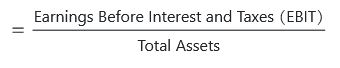 = Earnings Before Interest and Taxes (EBIT)
Total Assets